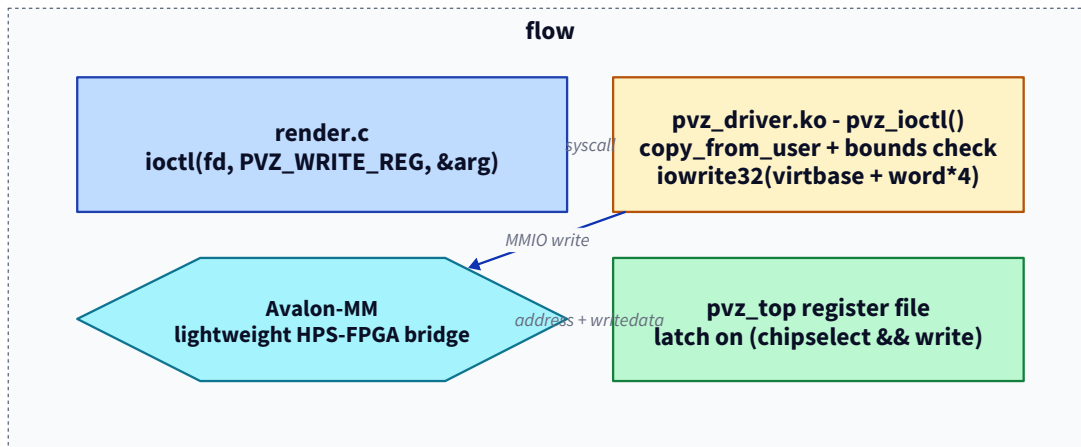 flow
render.c
ioctl(fd, PVZ_WRITE_REG, &arg)
syscall
pvz_driver.ko - pvz_ioctl()
copy_from_user + bounds check
iowrite32(virtbase + word*4)
MMIO write
Avalon-MM
lightweight HPS-FPGA bridge
address + writedata
pvz_top register file
latch on (chipselect && write)